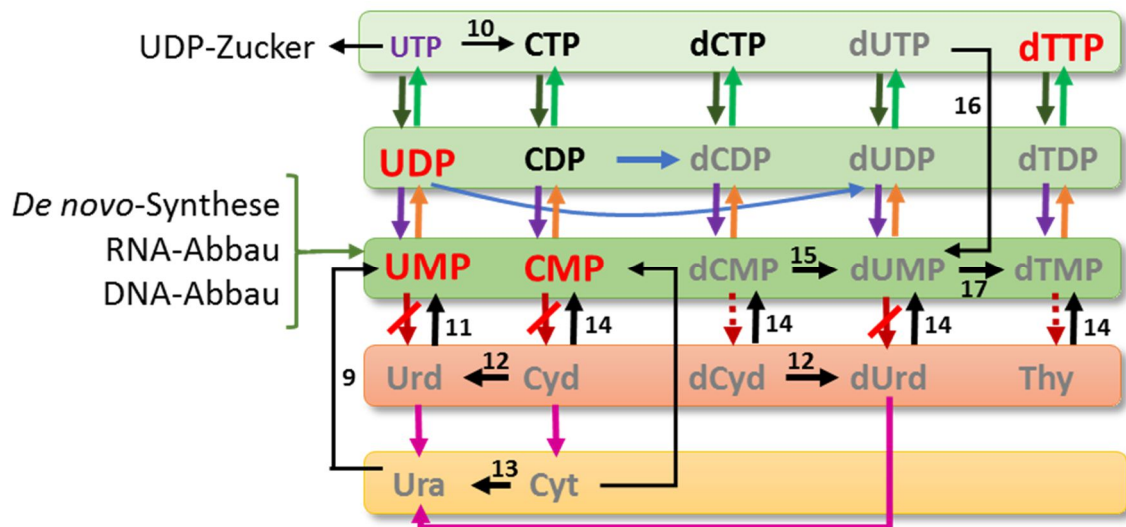 UDP-Zucker UTP 10 CTP dCTP dUTP dTTP
16
UDP CDP dCDP dUDP dTDP
De novo-Synthese
RNA-Abbau
DNA-Abbau
UMP CMP dCMP 15 dUMP 17 dTMP
11 14 14 14 14
9 Urd 12 Cyd dCyd 12 dUrd Thy
Ura 13 Cyt